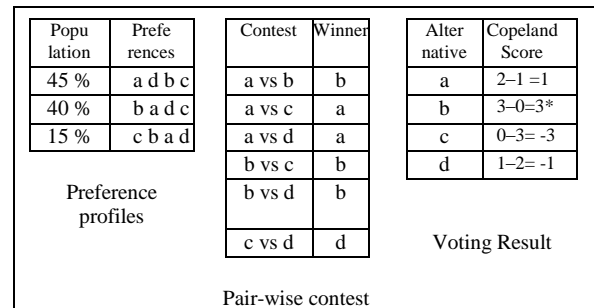 Popu Prefe
lation rences
45 % a d b c
40 % b a d c
15 % c b a d
Preference
profiles
Contest Winner
a vs b b
a vs c a
a vs d a
b vs c b
b vs d b
c vs d d
Pair-wise contest
Alter Copeland
native Score
a 2–1 =1
b 3–0=3*
c 0–3= -3
d 1–2= -1
Voting Result